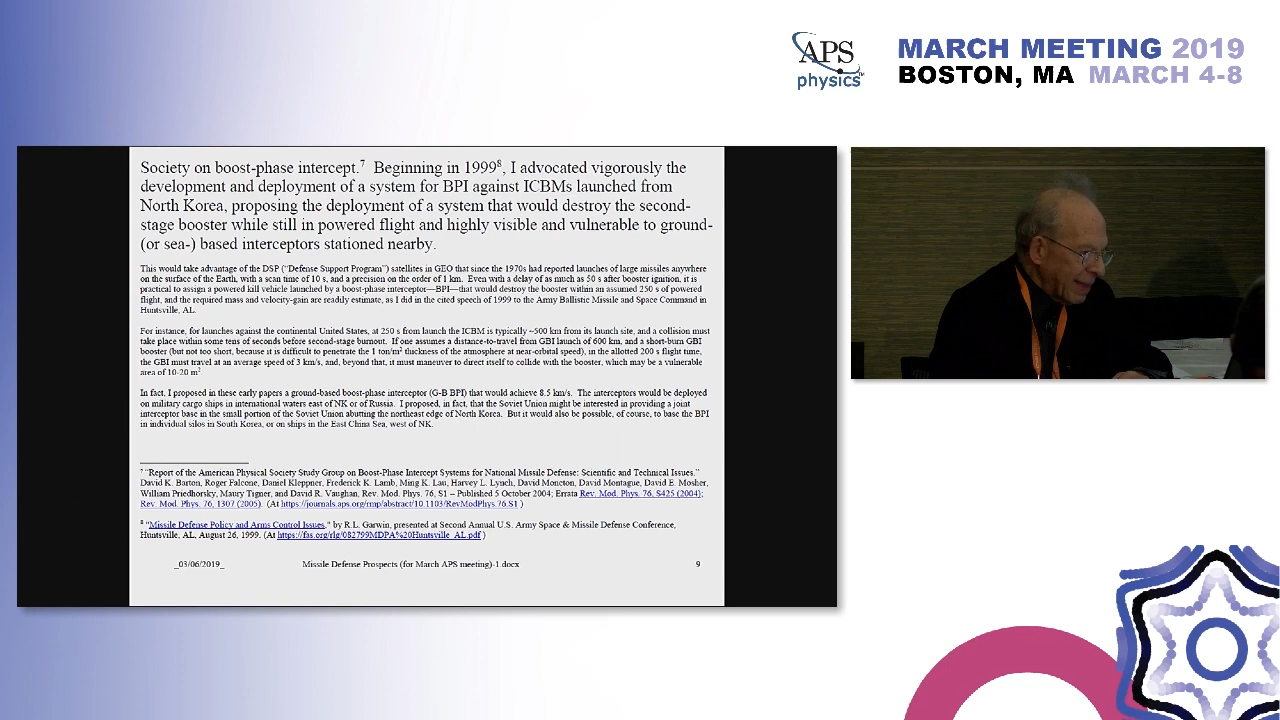 APS
physics™
MARCH MEETING 2019
BOSTON, MA MARCH 4-8
Society on boost-phase intercept.7 Beginning in 19998, I advocated vigorously the
development and deployment of a system for BPI against ICBMs launched from
North Korea, proposing the deployment of a system that would destroy the second-
stage booster while still in powered flight and highly visible and vulnerable to ground-
(or sea-) based interceptors stationed nearby.
This would take advantage of the DSP (“Defense Support Program”) satellites in GEO that since the 1970s had reported launches of large missiles anywhere
on the surface of the Earth, with a scan time of 10 s, and a precision on the order of 1 km. Even with a delay of as much as 50 s after booster ignition, it is
practical to assign a powered kill vehicle launched by a boost-phase interceptor—BPI—that would destroy the booster within an assumed 250 s of powered
flight, and the required mass and velocity-gain are readily estimate, as I did in the cited speech of 1999 to the Army Ballistic Missile and Space Command in
Huntsville, AL.
For instance, for launches against the continental United States, at 250 s from launch the ICBM is typically ~500 km from its launch site, and a collision must
take place within some tens of seconds before second-stage burnout. If one assumes a distance-to-travel from GBI launch of 600 km, and a short-burn GBI
booster (but not too short, because it is difficult to penetrate the 1 ton/m2 thickness of the atmosphere at near-orbital speed), in the allotted 200 s flight time,
the GBI must travel at an average speed of 3 km/s, and, beyond that, it must maneuver to direct itself to collide with the booster, which may be a vulnerable
area of 10-20 m2.
In fact, I proposed in these early papers a ground-based boost-phase interceptor (G-B BPI) that would achieve 8.5 km/s. The interceptors would be deployed
on military cargo ships in international waters east of NK or of Russia. I proposed, in fact, that the Soviet Union might be interested in providing a joint
interceptor base in the small portion of the Soviet Union abutting the northeast edge of North Korea. But it would also be possible, of course, to base the BPI
in individual silos in South Korea, or on ships in the East China Sea, west of NK.
7 “Report of the American Physical Society Study Group on Boost-Phase Intercept Systems for National Missile Defense: Scientific and Technical Issues.”
David K. Barton, Roger Falcone, Daniel Kleppner, Frederick K. Lamb, Ming K. Lau, Harvey L. Lynch, David Moncton, David Montague, David E. Mosher,
William Priedhorsky, Maury Tigner, and David R. Vaughan, Rev. Mod. Phys. 76, S1 – Published 5 October 2004; Errata Rev. Mod. Phys. 76, S425 (2004);
Rev. Mod. Phys. 76, 1307 (2005). (At https://journals.aps.org/rmp/abstract/10.1103/RevModPhys.76.S1 )
8 "Missile Defense Policy and Arms Control Issues," by R.L. Garwin, presented at Second Annual U.S. Army Space & Missile Defense Conference,
Huntsville, AL, August 26, 1999. (At https://fas.org/rlg/082799MDPA%20Huntsville_AL.pdf )
_03/06/2019_ Missile Defense Prospects (for March APS meeting)-1.docx 9